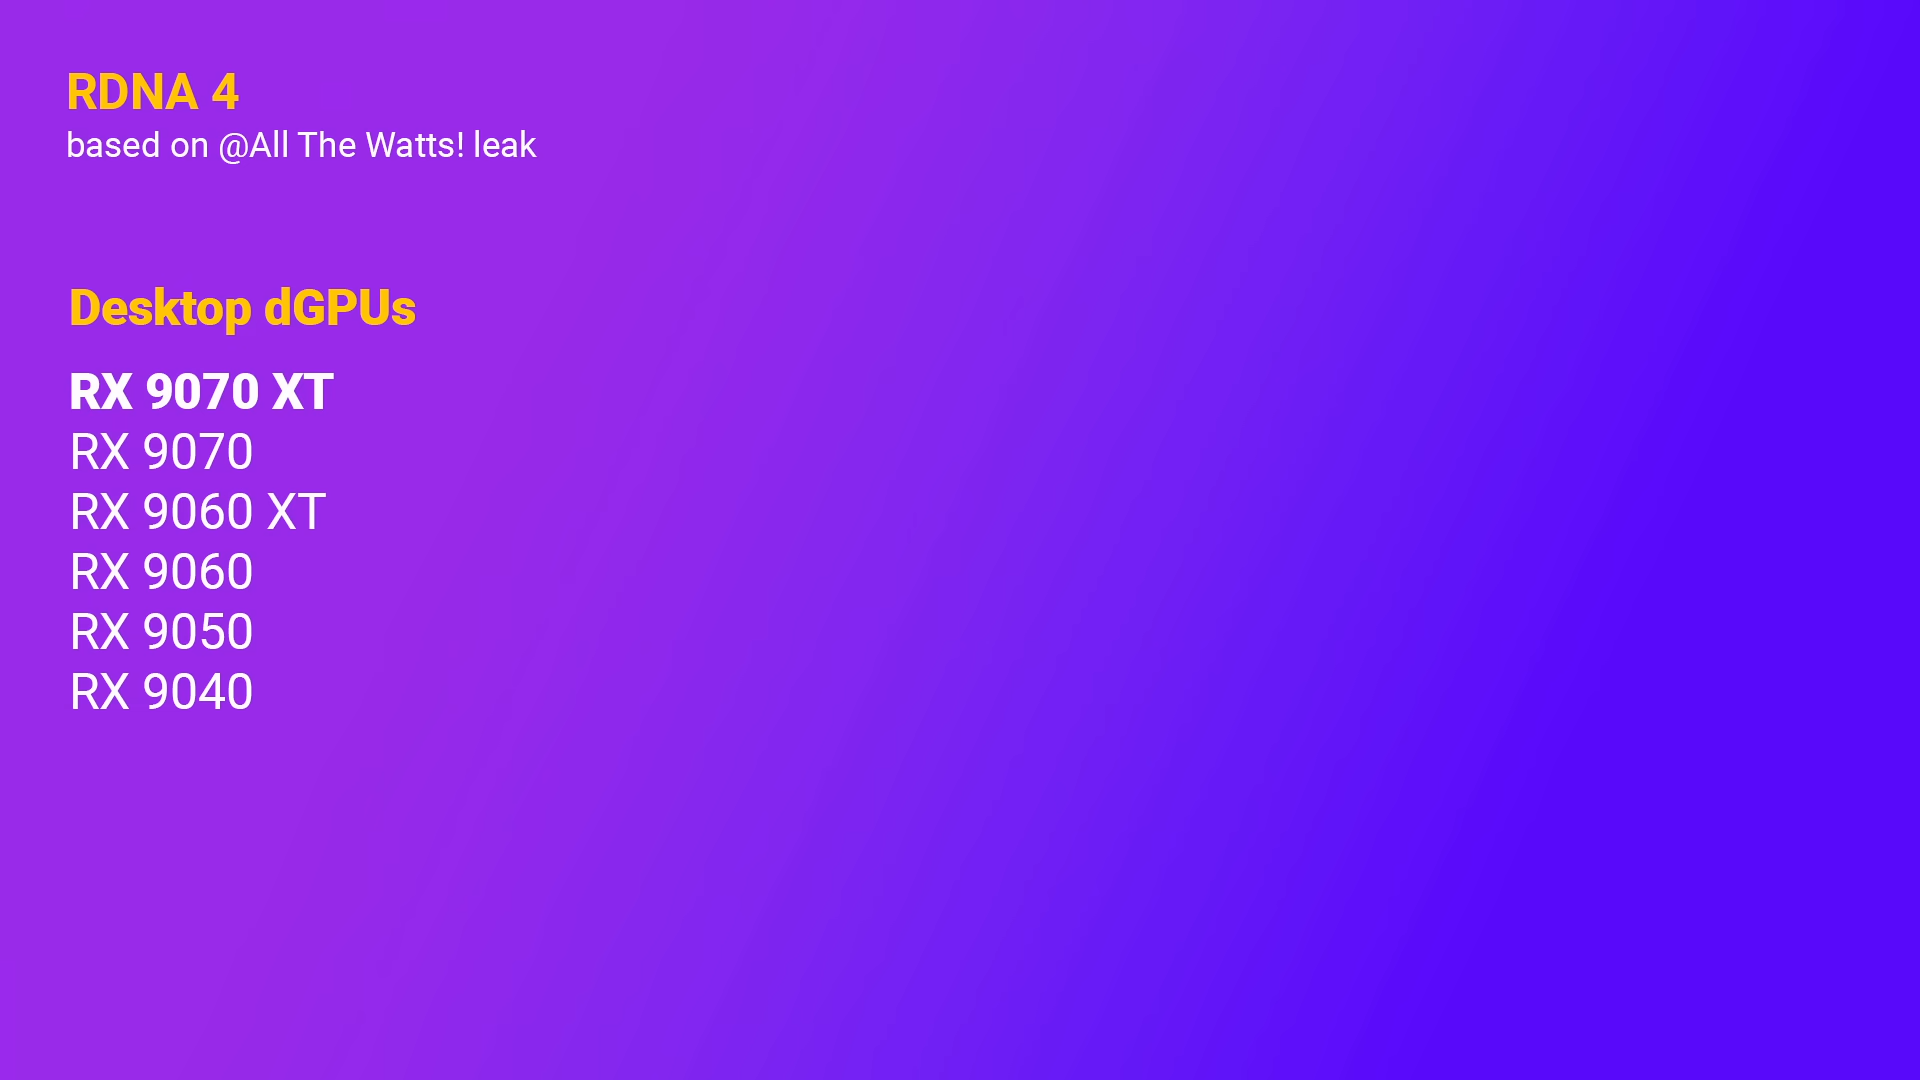 RDNA 4
based on @All The Watts! leak
Desktop dGPUs
RX 9070 XT
RX 9070
RX 9060 XT
RX 9060
RX 9050
RX 9040